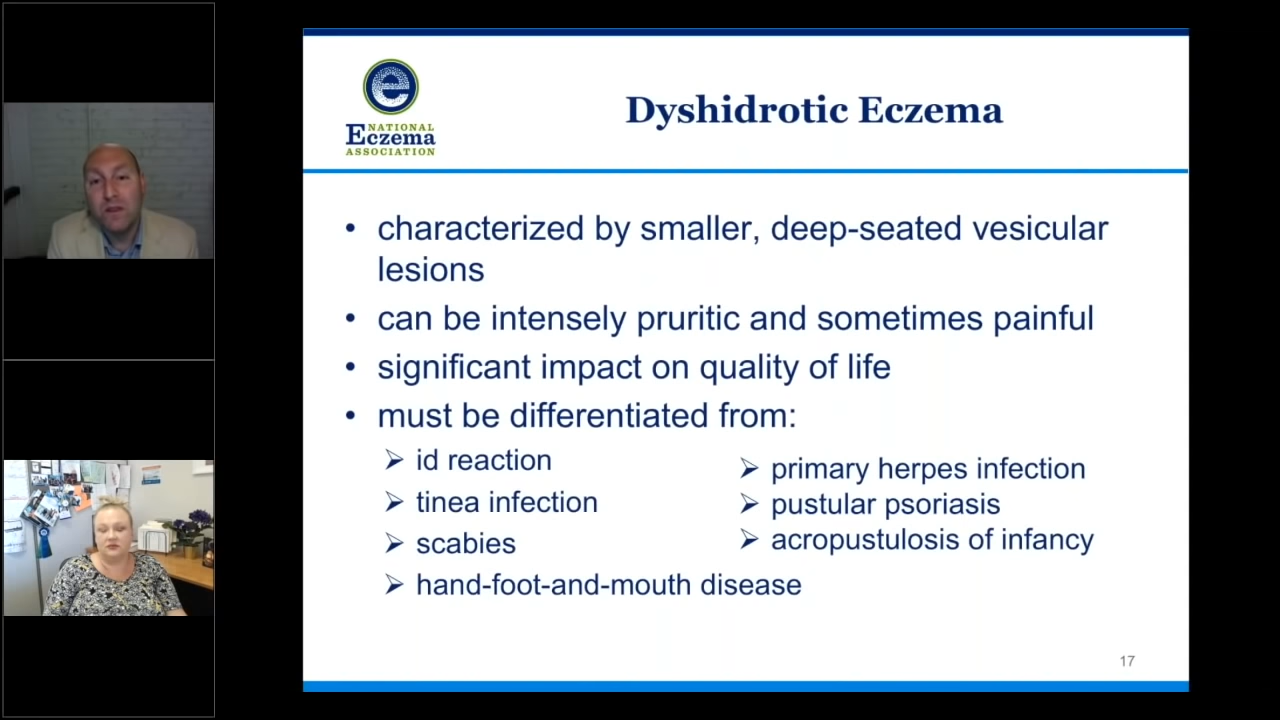 NATIONAL
Eczema
ASSOCIATION
Dyshidrotic Eczema
• characterized by smaller, deep-seated vesicular
lesions
• can be intensely pruritic and sometimes painful
• significant impact on quality of life
• must be differentiated from:
➢ id reaction
➢ tinea infection
➢ scabies
➢ hand-foot-and-mouth disease
➢ primary herpes infection
➢ pustular psoriasis
➢ acropustulosis of infancy
17